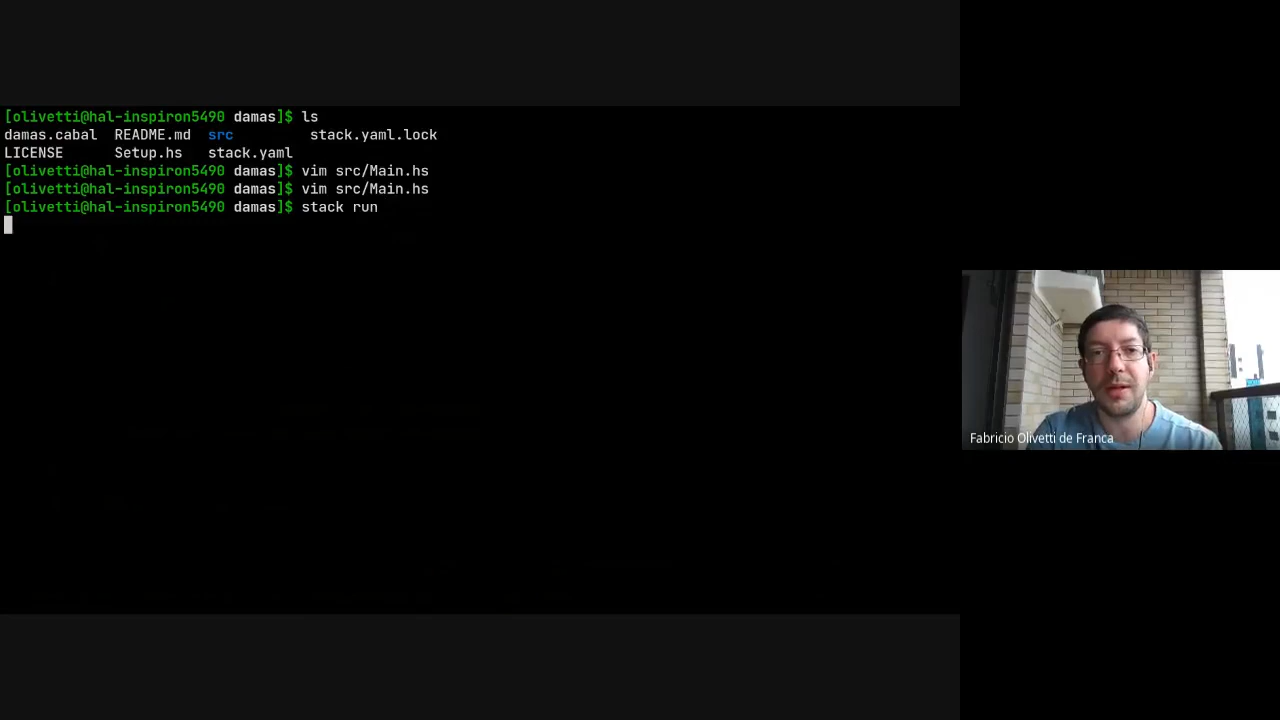 [olivetti@hal-inspiron5490 damas]$ ls
damas.cabal  README.md  src         stack.yaml.lock
LICENSE      Setup.hs   stack.yaml
[olivetti@hal-inspiron5490 damas]$ vim src/Main.hs
[olivetti@hal-inspiron5490 damas]$ vim src/Main.hs
[olivetti@hal-inspiron5490 damas]$ stack run
Fabricio Olivetti de Franca